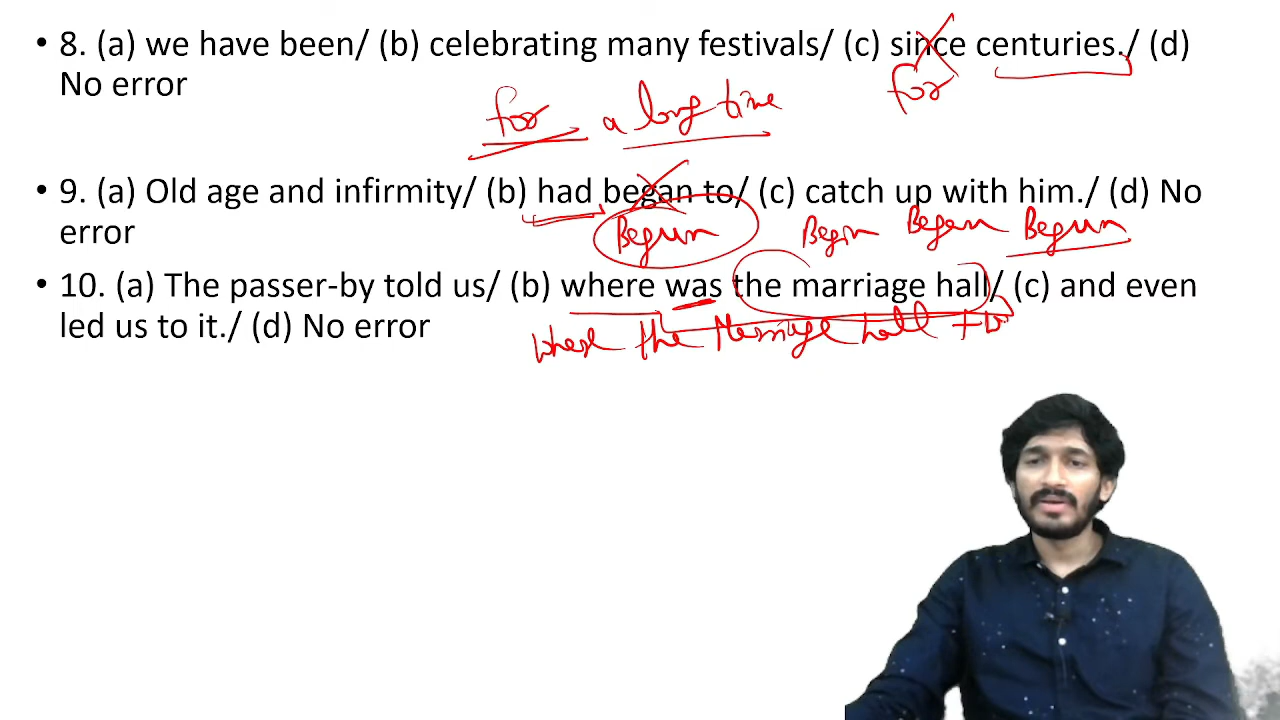 • 8. (a) we have been/ (b) celebrating many festivals/ (c) since centuries./ (d)
No error
for
for a long time
• 9. (a) Old age and infirmity/ (b) had began to/ (c) catch up with him./ (d) No
error
Begun
Begin Began Begun
• 10. (a) The passer-by told us/ (b) where was the marriage hall/ (c) and even
led us to it./ (d) No error
where the Marriage hall +